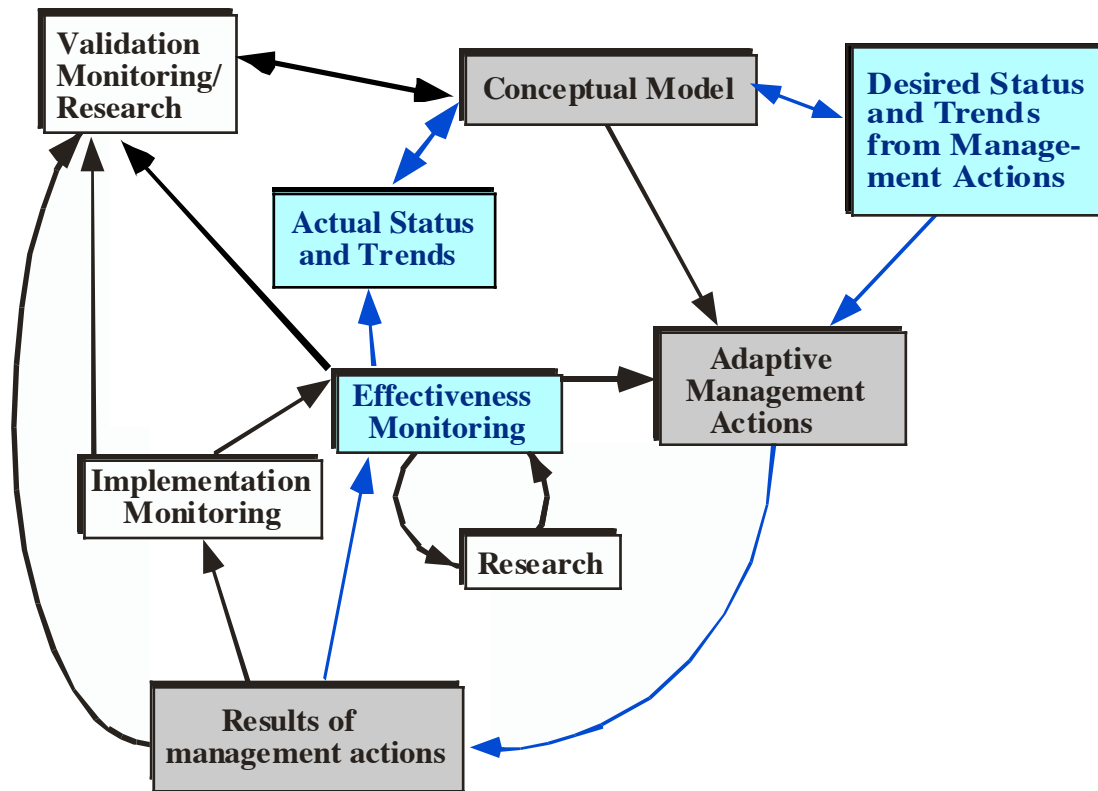 Validation
Monitoring/
Research
Conceptual Model
Desired Status
and Trends
from Manage-
ment Actions
Actual Status
and Trends
Adaptive
Management
Actions
Effectiveness
Monitoring
Implementation
Monitoring
Research
Results of
management actions